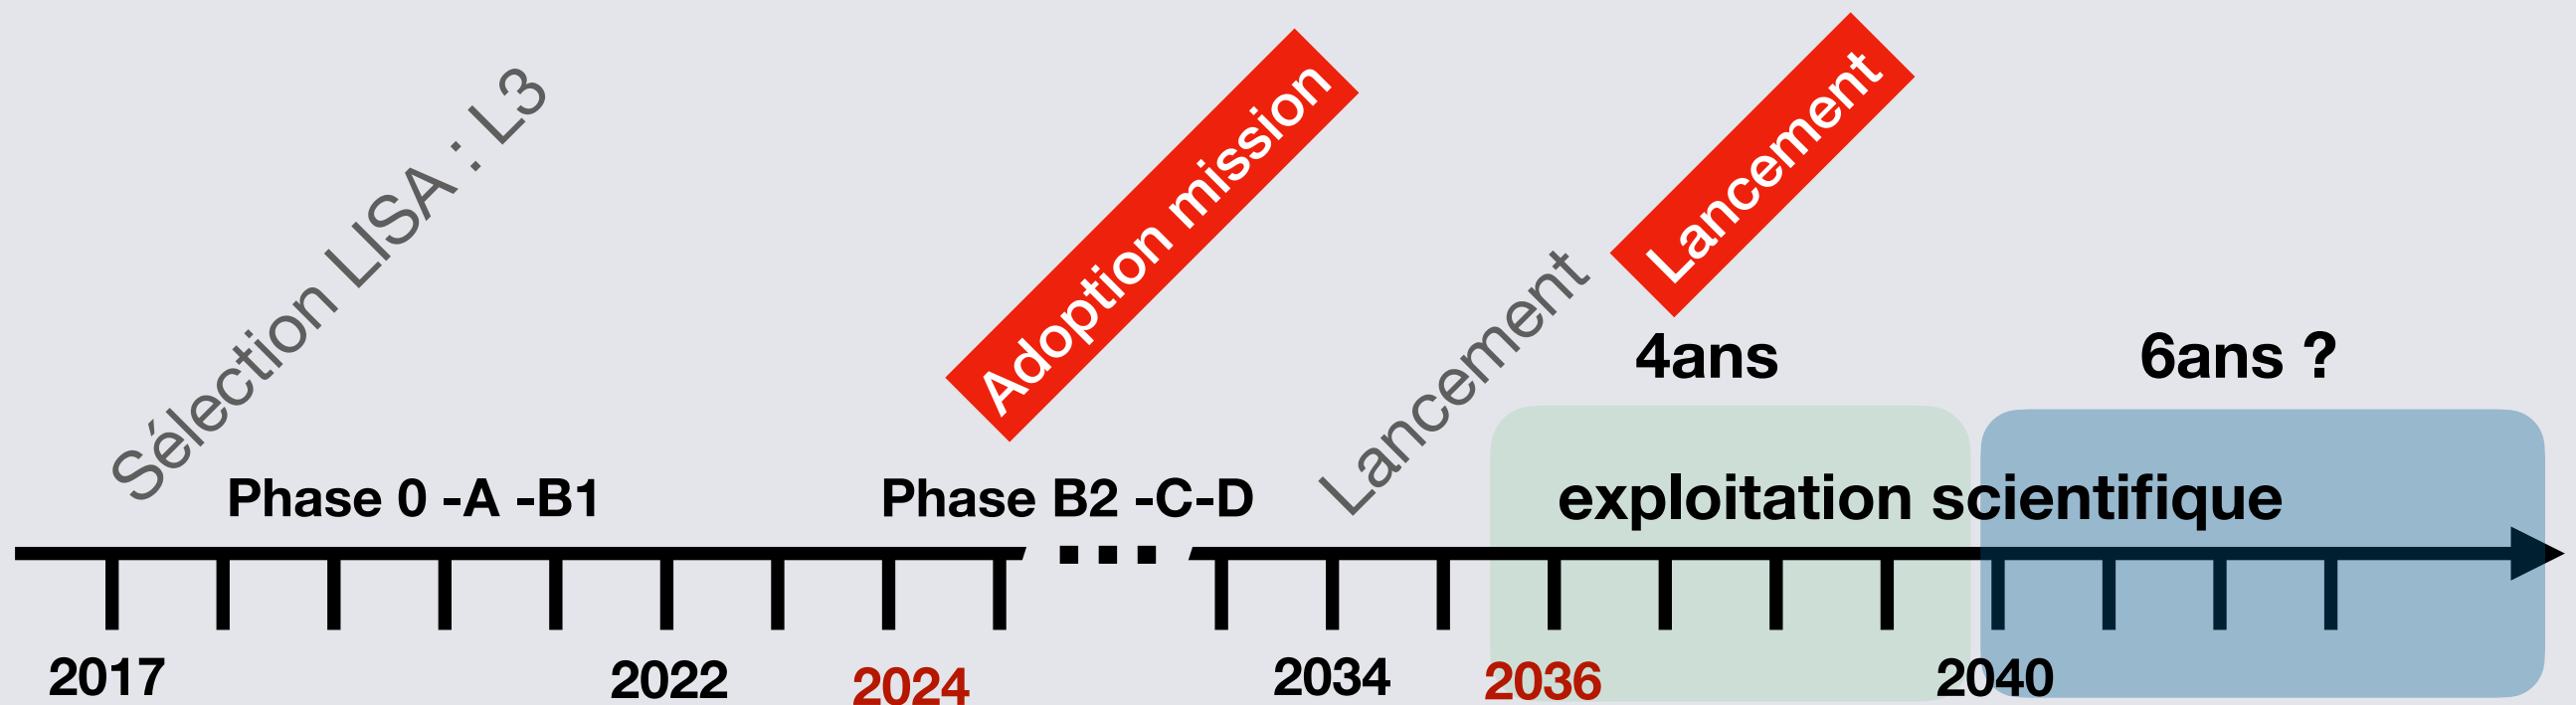 Sélection LISA : L3
Adoption mission
Lancement
Lancement
4ans
6ans ?
Phase 0 -A -B1
Phase B2 -C-D
exploitation scientifique
2017
2022
2024
2034
2036
2040